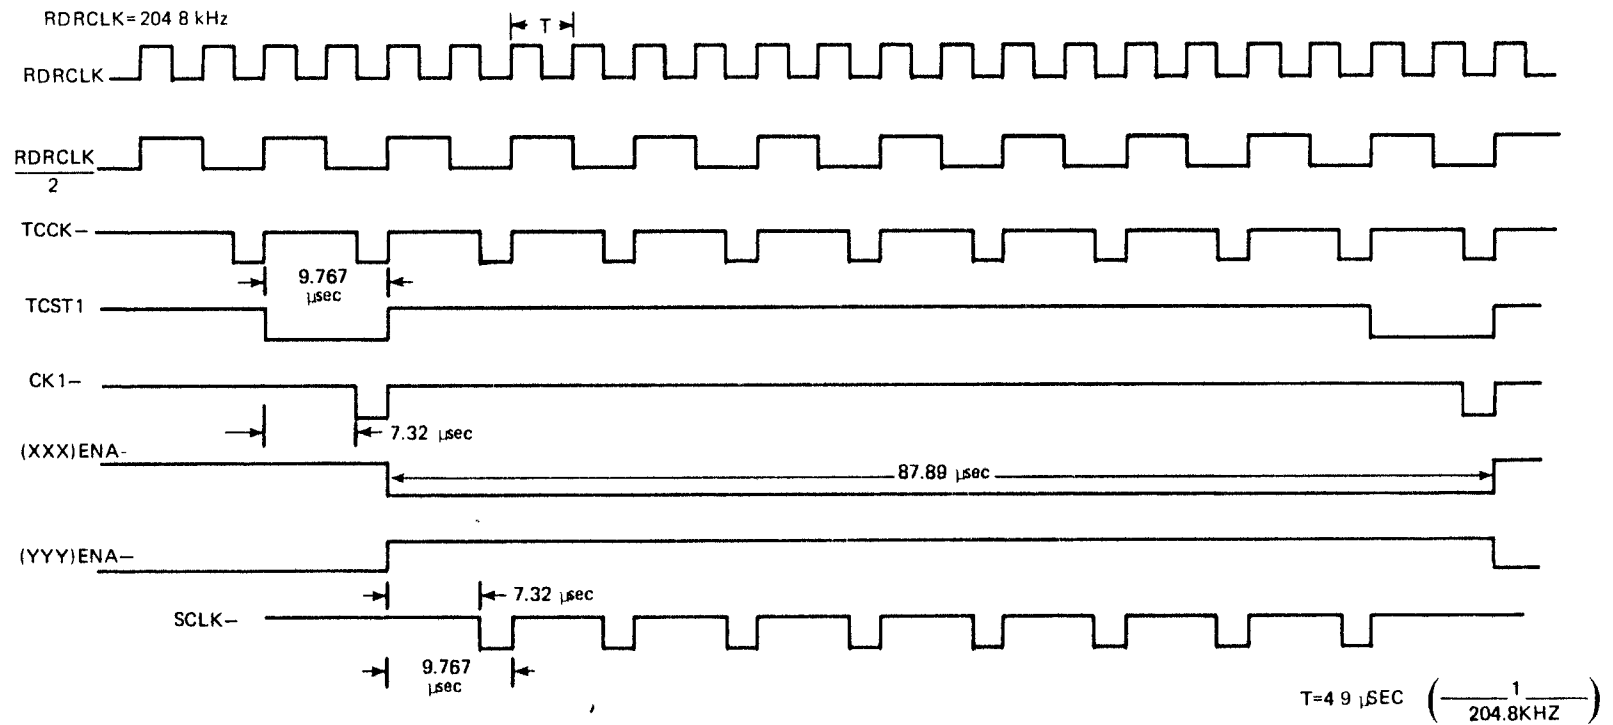 RDRCLK=204 8 kHz
T
RDRCLK
RDRCLK
2
TCCK—
9.767
μsec
TCST1
CK1—
7.32 μsec
(XXX)ENA-
87.89 μsec
(YYY)ENA—
7.32 μsec
SCLK—
9.767
μsec
T=4 9 μSEC (1
204.8KHZ)